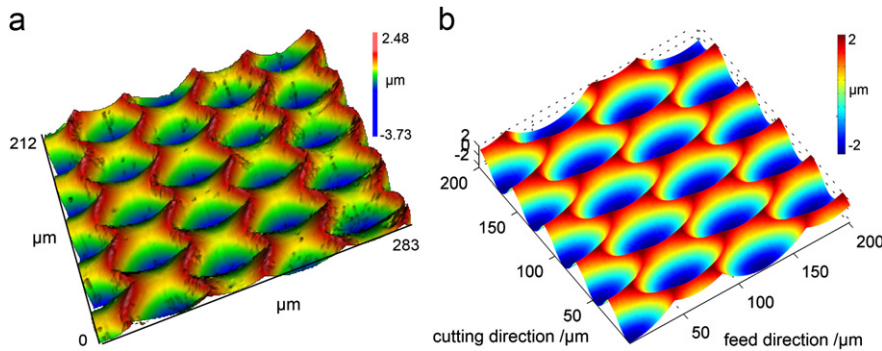 a
2.48
µm
-3.73
212
µm
0
µm
283
b
2
µm
-2
2
0
-2
200
150
100
50
cutting direction /µm
50
100
150
200
feed direction /µm